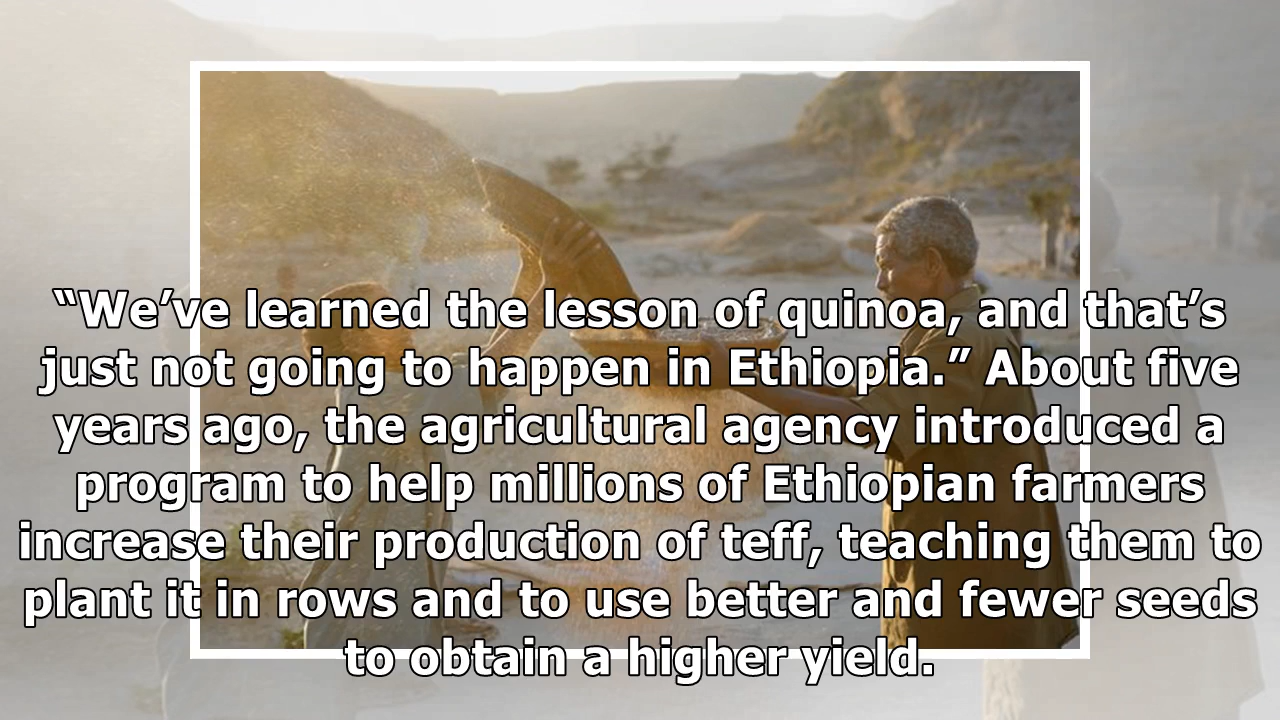 “We’ve learned the lesson of quinoa, and that’s
just not going to happen in Ethiopia.” About five
years ago, the agricultural agency introduced a
program to help millions of Ethiopian farmers
increase their production of teff, teaching them to
plant it in rows and to use better and fewer seeds
to obtain a higher yield.